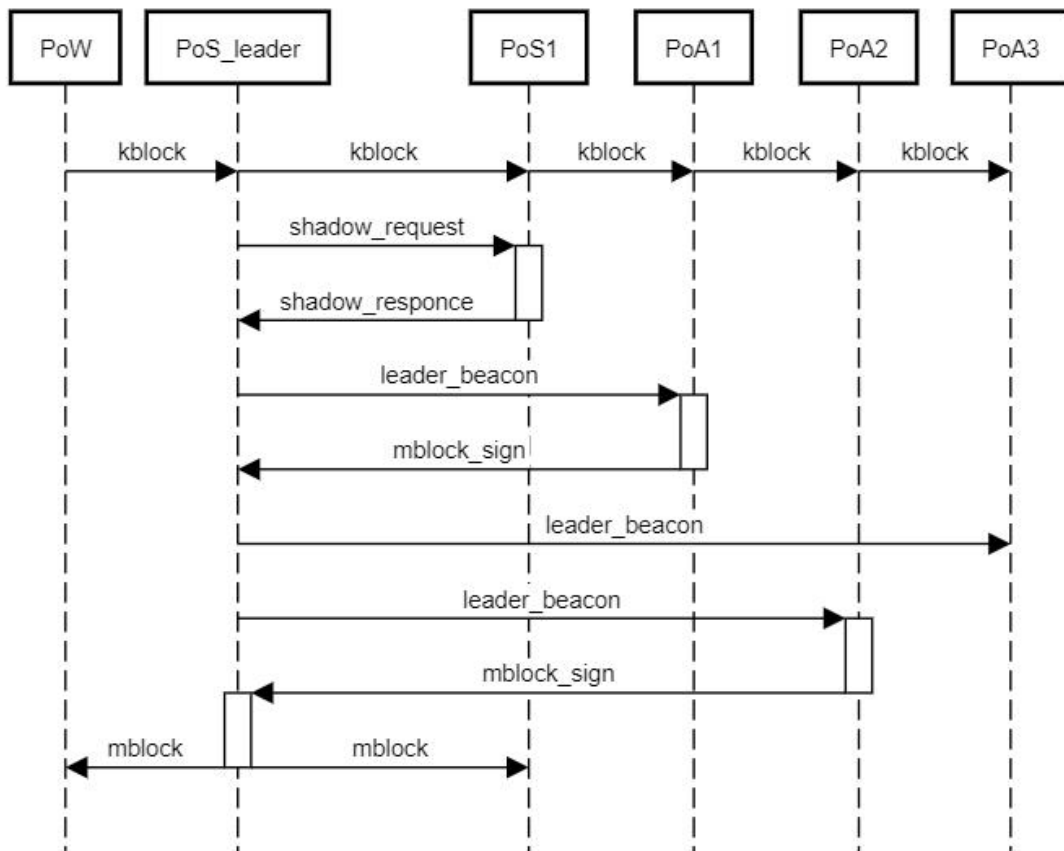 PoW
PoS_leader
PoS1
PoA1
PoA2
PoA3
kblock
kblock
kblock
kblock
kblock
shadow_request
shadow_responce
leader_beacon
mblock_sign
leader_beacon
leader_beacon
mblock_sign
mblock
mblock